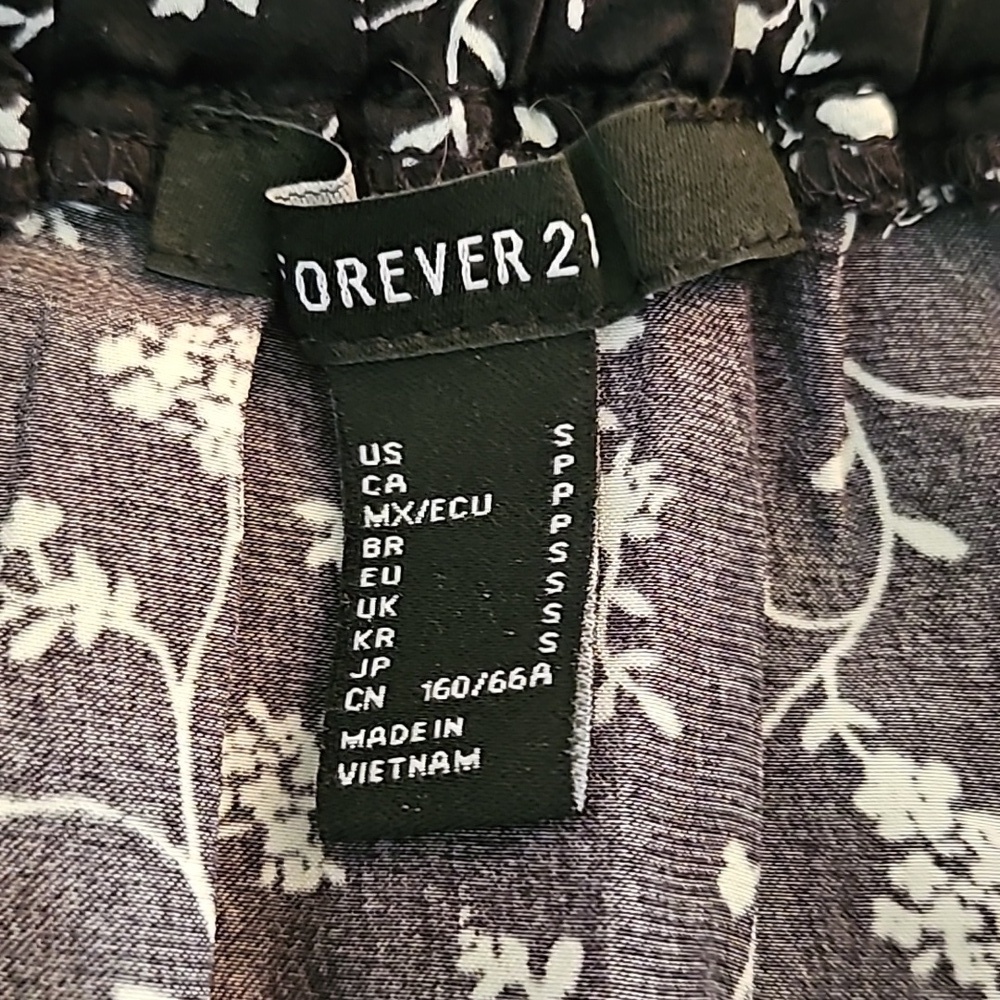 FOREVER 21
US S
CA P
MX/ECU P
BR P
EU S
UK S
KR S
JP S
CN 160/66A
MADE IN
VIETNAM